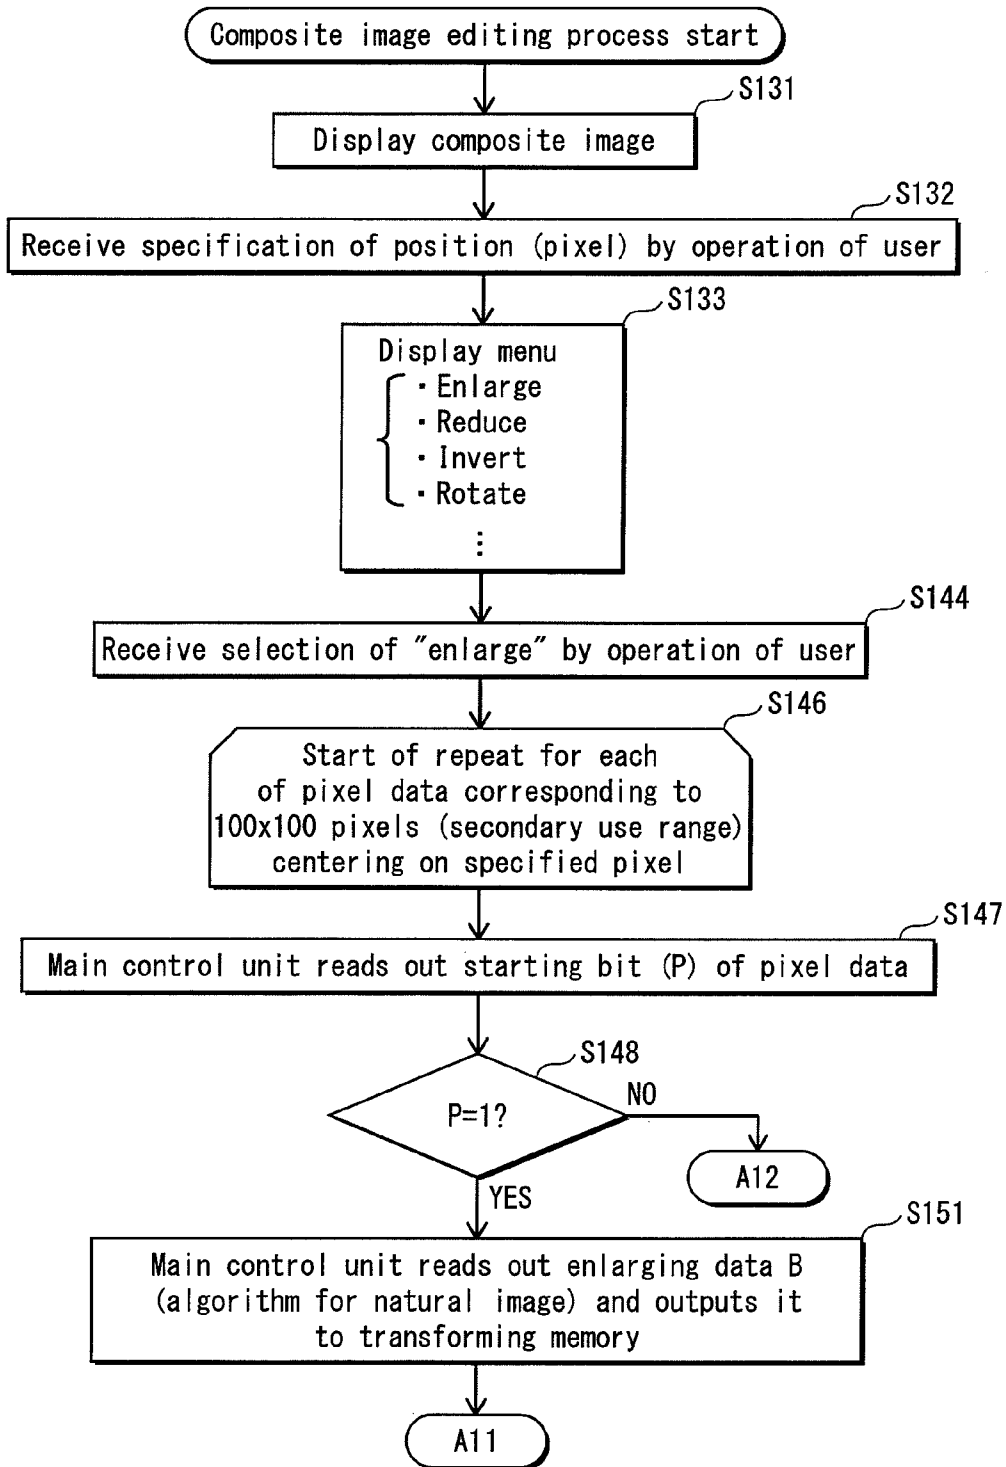 Composite image editing process start
S131
Display composite image
S132
Receive specification of position (pixel) by operation of user
S133
Display menu
・Enlarge
・Reduce
・Invert
・Rotate
⋮
S144
Receive selection of "enlarge" by operation of user
S146
Start of repeat for each
of pixel data corresponding to
100x100 pixels (secondary use range)
centering on specified pixel
S147
Main control unit reads out starting bit (P) of pixel data
S148
P=1?
NO
A12
YES
S151
Main control unit reads out enlarging data B
(algorithm for natural image) and outputs it
to transforming memory
A11